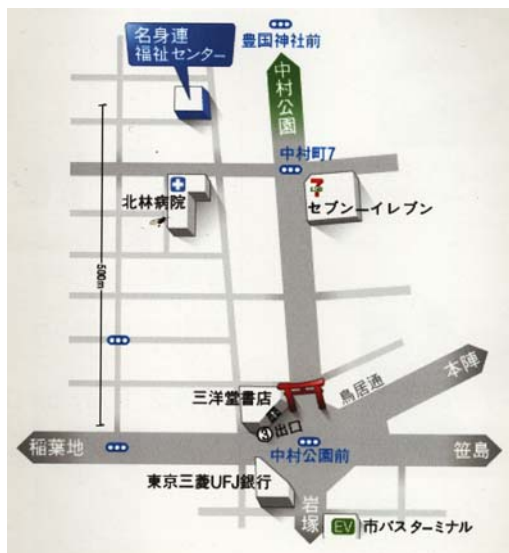 名身連
福祉センター
豊国神社前
中村公園
中村町7
北林病院
7
セブン-イレブン
500m
本陣
鳥居通
三洋堂書店
③出口
稲葉地
中村公園前
笹島
東京三菱UFJ銀行
岩塚
EV
市バスターミナル